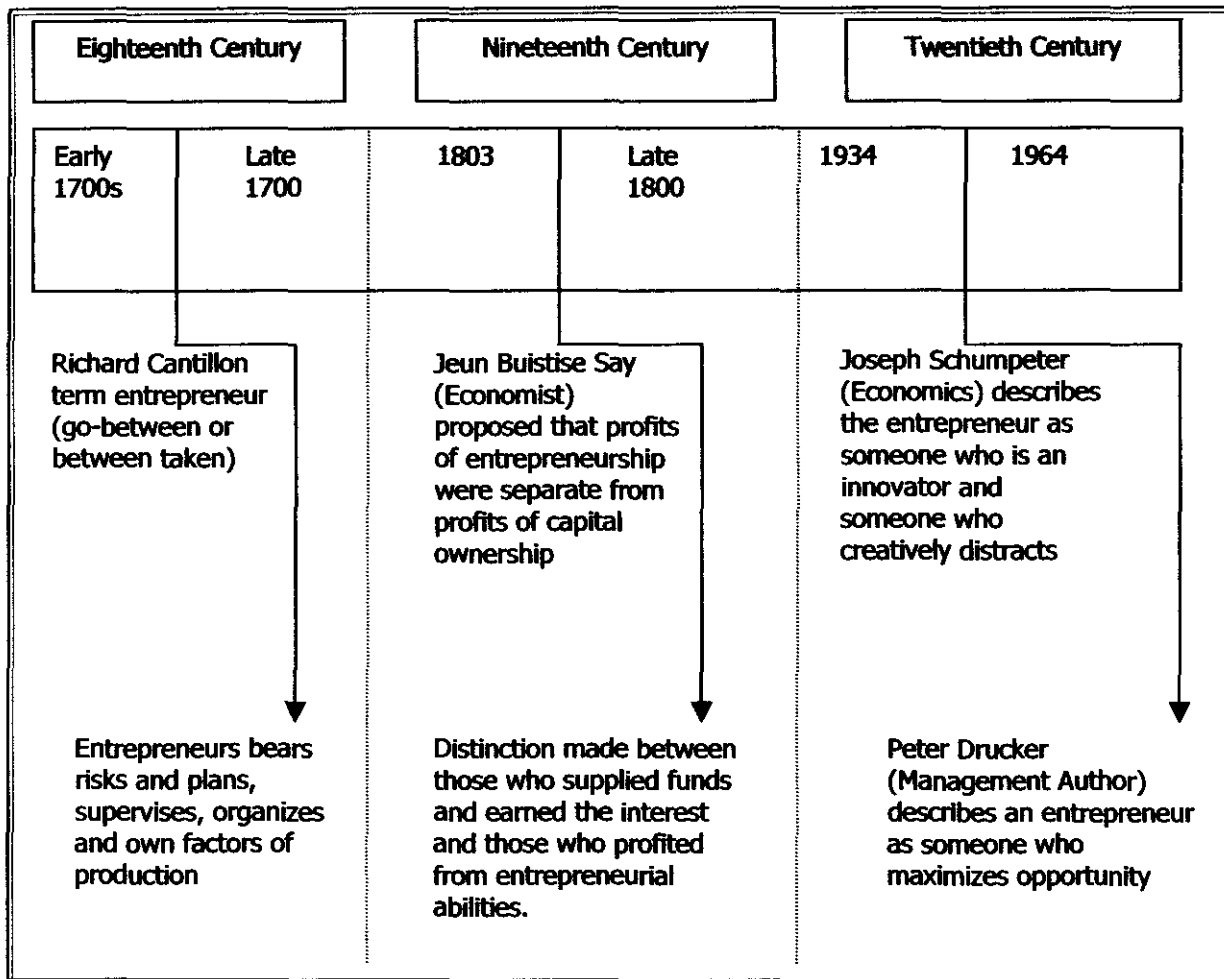 Eighteenth Century
Nineteenth Century
Twentieth Century
Early
1700s
Late
1700
1803
Late
1800
1934
1964
Richard Cantillon
term entrepreneur
(go-between or
between taken)
Jeun Buistise Say
(Economist)
proposed that profits
of entrepreneurship
were separate from
profits of capital
ownership
Joseph Schumpeter
(Economics) describes
the entrepreneur as
someone who is an
innovator and
someone who
creatively distracts
Entrepreneurs bears
risks and plans,
supervises, organizes
and own factors of
production
Distinction made between
those who supplied funds
and earned the interest
and those who profited
from entrepreneurial
abilities.
Peter Drucker
(Management Author)
describes an entrepreneur
as someone who
maximizes opportunity